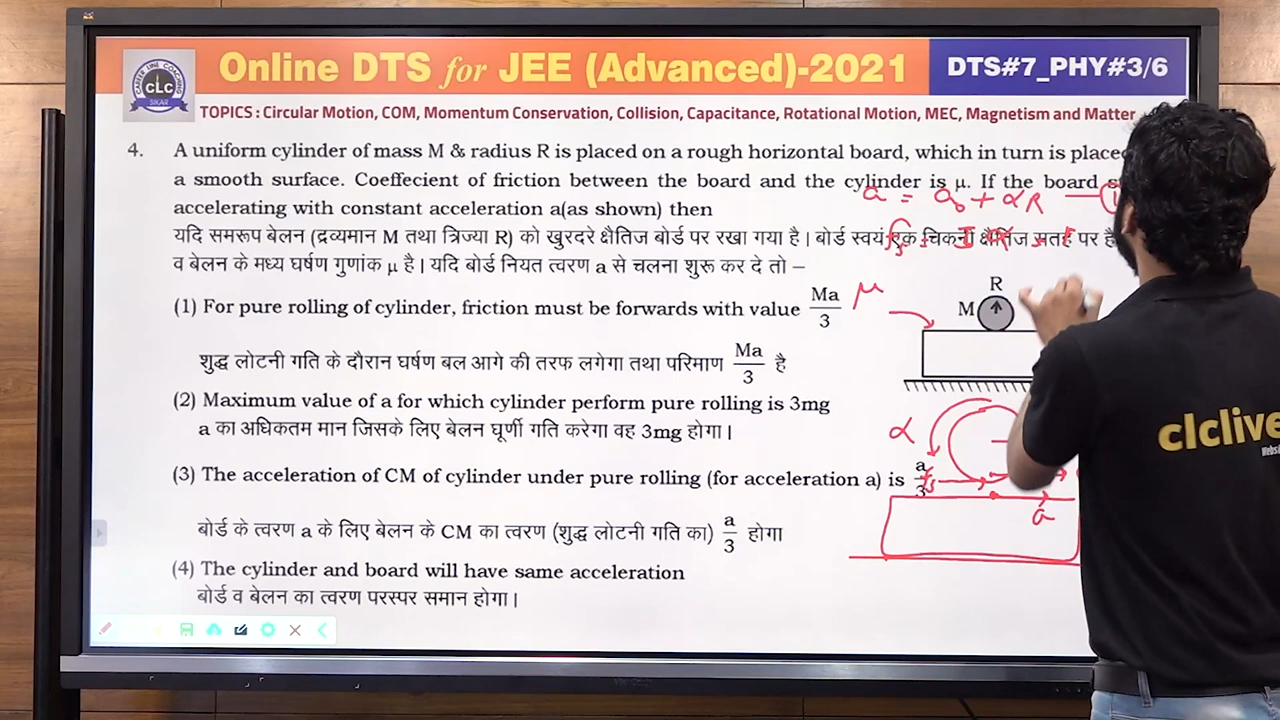 CAREER LINE COACHING
CLC
SIKAR
Online DTS for JEE (Advanced)-2021
DTS#7_PHY#3/6
TOPICS : Circular Motion, COM, Momentum Conservation, Collision, Capacitance, Rotational Motion, MEC, Magnetism and Matter
4. A uniform cylinder of mass M & radius R is placed on a rough horizontal board, which in turn is place
a smooth surface. Coeffecient of friction between the board and the cylinder is µ. If the board
accelerating with constant acceleration a(as shown) then
a = a₀ + αR
यदि समरूप बेलन (द्रव्यमान M तथा त्रिज्या R) को खुरदरे क्षैतिज बोर्ड पर रखा गया है। बोर्ड स्वयं एक चिकनी क्षैतिज सतह पर है
व बेलन के मध्य घर्षण गुणांक µ है। यदि बोर्ड नियत त्वरण a से चलना शुरू कर दे तो –
(1) For pure rolling of cylinder, friction must be forwards with value Ma/3
µ
R
M
शुद्ध लोटनी गति के दौरान घर्षण बल आगे की तरफ लगेगा तथा परिमाण Ma/3 है
(2) Maximum value of a for which cylinder perform pure rolling is 3mg
a का अधिकतम मान जिसके लिए बेलन घूर्णी गति करेगा वह 3mg होगा।
α
(3) The acceleration of CM of cylinder under pure rolling (for acceleration a) is a/3
fs
a
बोर्ड के त्वरण a के लिए बेलन के CM का त्वरण (शुद्ध लोटनी गति का) a/3 होगा
(4) The cylinder and board will have same acceleration
बोर्ड व बेलन का त्वरण परस्पर समान होगा।
clclive